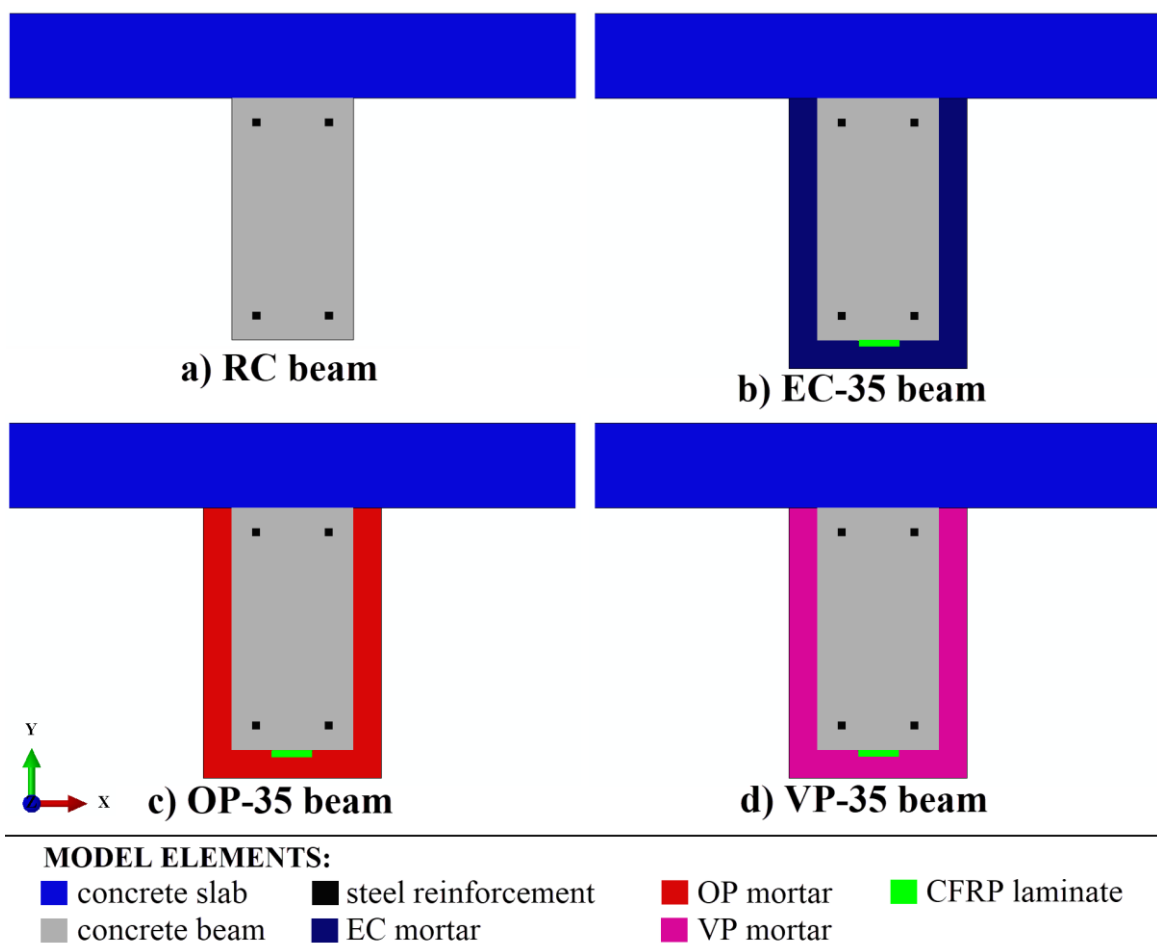 a) RC beam
b) EC-35 beam
Y
Z
X
c) OP-35 beam
d) VP-35 beam
MODEL ELEMENTS:
concrete slab steel reinforcement OP mortar CFRP laminate
concrete beam EC mortar VP mortar